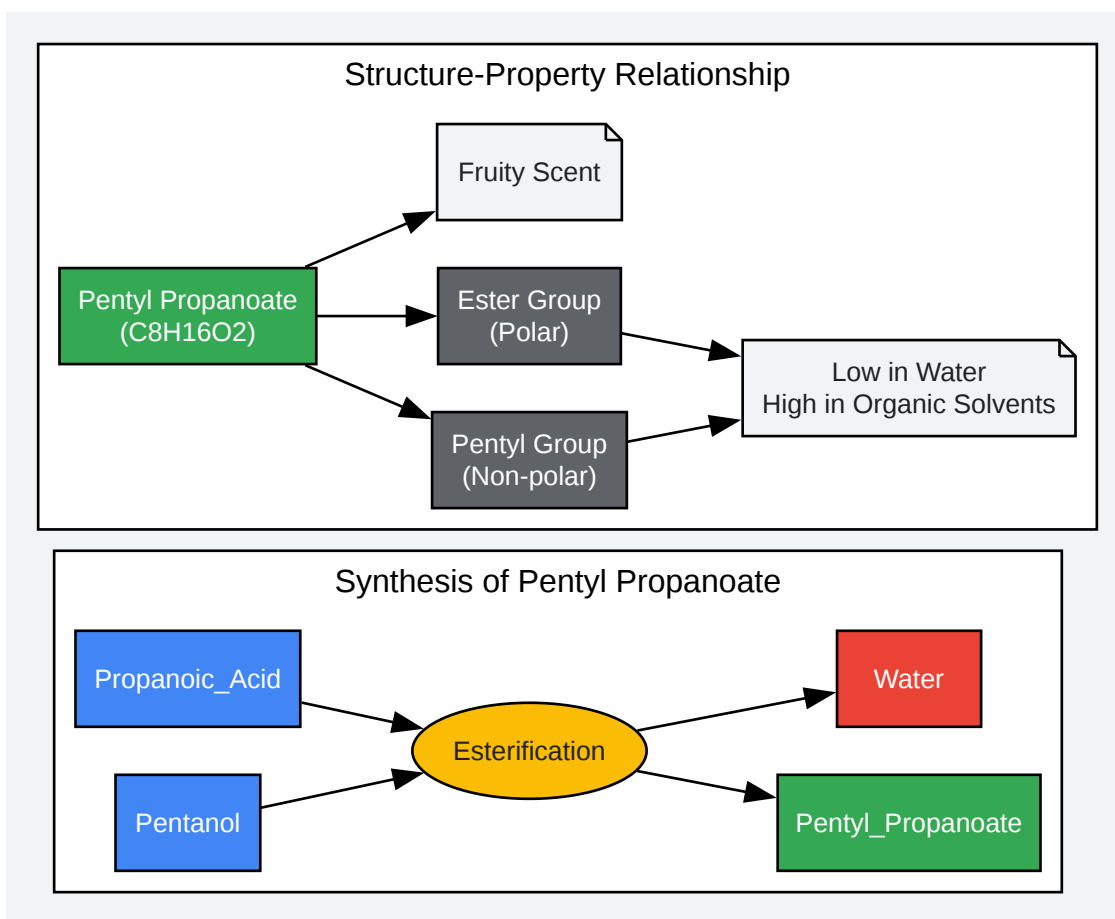 Structure-Property Relationship
Fruity Scent
Pentyl Propanoate
(C8H16O2)
Ester Group
(Polar)
Low in Water
High in Organic Solvents
Pentyl Group
(Non-polar)
Synthesis of Pentyl Propanoate
Propanoic_Acid
Water
Esterification
Pentanol
Pentyl_Propanoate